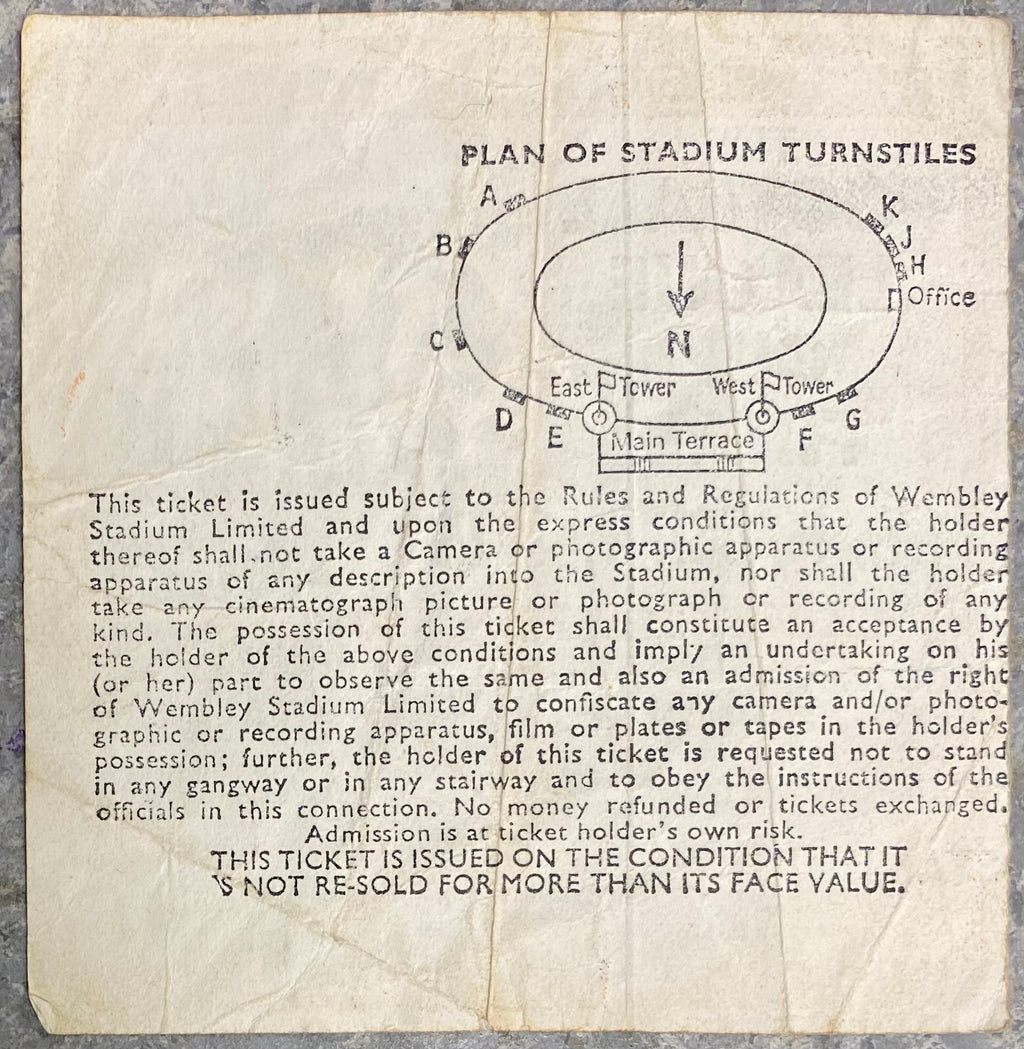 PLAN OF STADIUM TURNSTILES
A
K
B
J
H
Office
C
N
East Tower
West Tower
D
E
F
G
Main Terrace
This ticket is issued subject to the Rules and Regulations of Wembley
Stadium Limited and upon the express conditions that the holder
thereof shall not take a Camera or photographic apparatus or recording
apparatus of any description into the Stadium, nor shall the holder
take any cinematograph picture or photograph or recording of any
kind. The possession of this ticket shall constitute an acceptance by
the holder of the above conditions and imply an undertaking on his
(or her) part to observe the same and also an admission of the right
of Wembley Stadium Limited to confiscate any camera and/or photo-
graphic or recording apparatus, film or plates or tapes in the holder's
possession; further, the holder of this ticket is requested not to stand
in any gangway or in any stairway and to obey the instructions of the
officials in this connection. No money refunded or tickets exchanged.
Admission is at ticket holder's own risk.
THIS TICKET IS ISSUED ON THE CONDITION THAT IT
IS NOT RE-SOLD FOR MORE THAN ITS FACE VALUE.